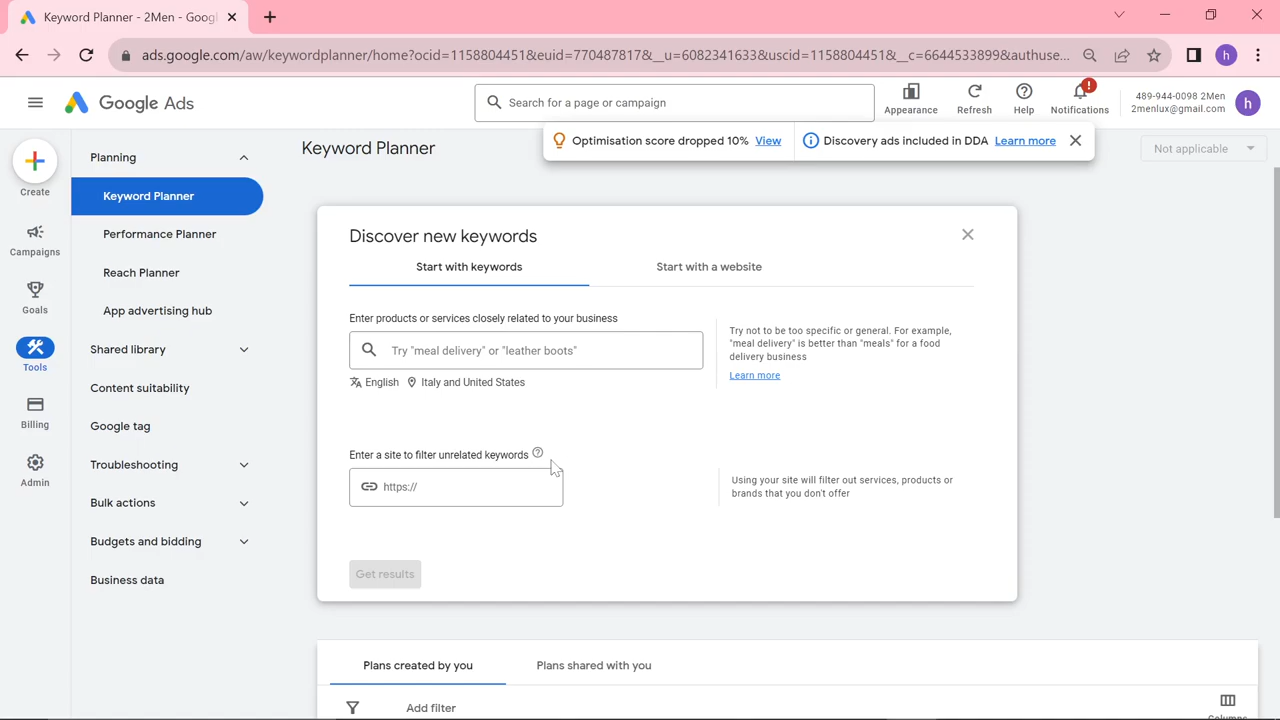 Keyword Planner - 2Men - Googl
ads.google.com/aw/keywordplanner/home?ocid=1158804451&euid=770487817&__u=6082341633&uscid=1158804451&__c=6644533899&authuse...
h
Google Ads
Search for a page or campaign
Appearance
Refresh
Help
!
Notifications
489-944-0098 2Men
2menlux@gmail.com
h
Optimisation score dropped 10% View
Discovery ads included in DDA Learn more
Create
Campaigns
Goals
Tools
Billing
Admin
Planning
Keyword Planner
Performance Planner
Reach Planner
App advertising hub
Shared library
Content suitability
Google tag
Troubleshooting
Bulk actions
Budgets and bidding
Business data
Keyword Planner
Not applicable
Discover new keywords
Start with keywords
Start with a website
Enter products or services closely related to your business
Try "meal delivery" or "leather boots"
English
Italy and United States
Try not to be too specific or general. For example,
"meal delivery" is better than "meals" for a food
delivery business
Learn more
Enter a site to filter unrelated keywords
https://
Using your site will filter out services, products or
brands that you don't offer
Get results
Plans created by you
Plans shared with you
Add filter
Columns